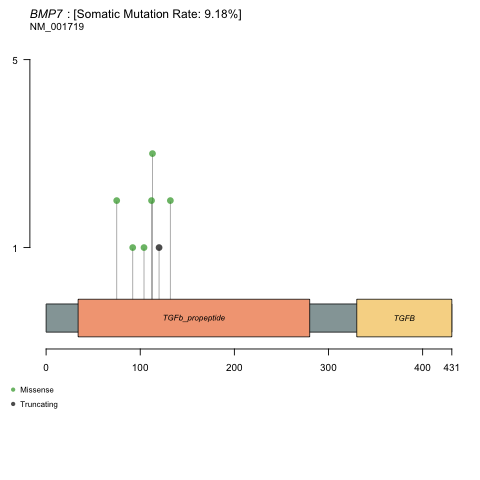 BMP7 : [Somatic Mutation Rate: 9.18%]
NM_001719
5
1
TGFb_propeptide
TGFB
0 100 200 300 400 431
Missense
Truncating